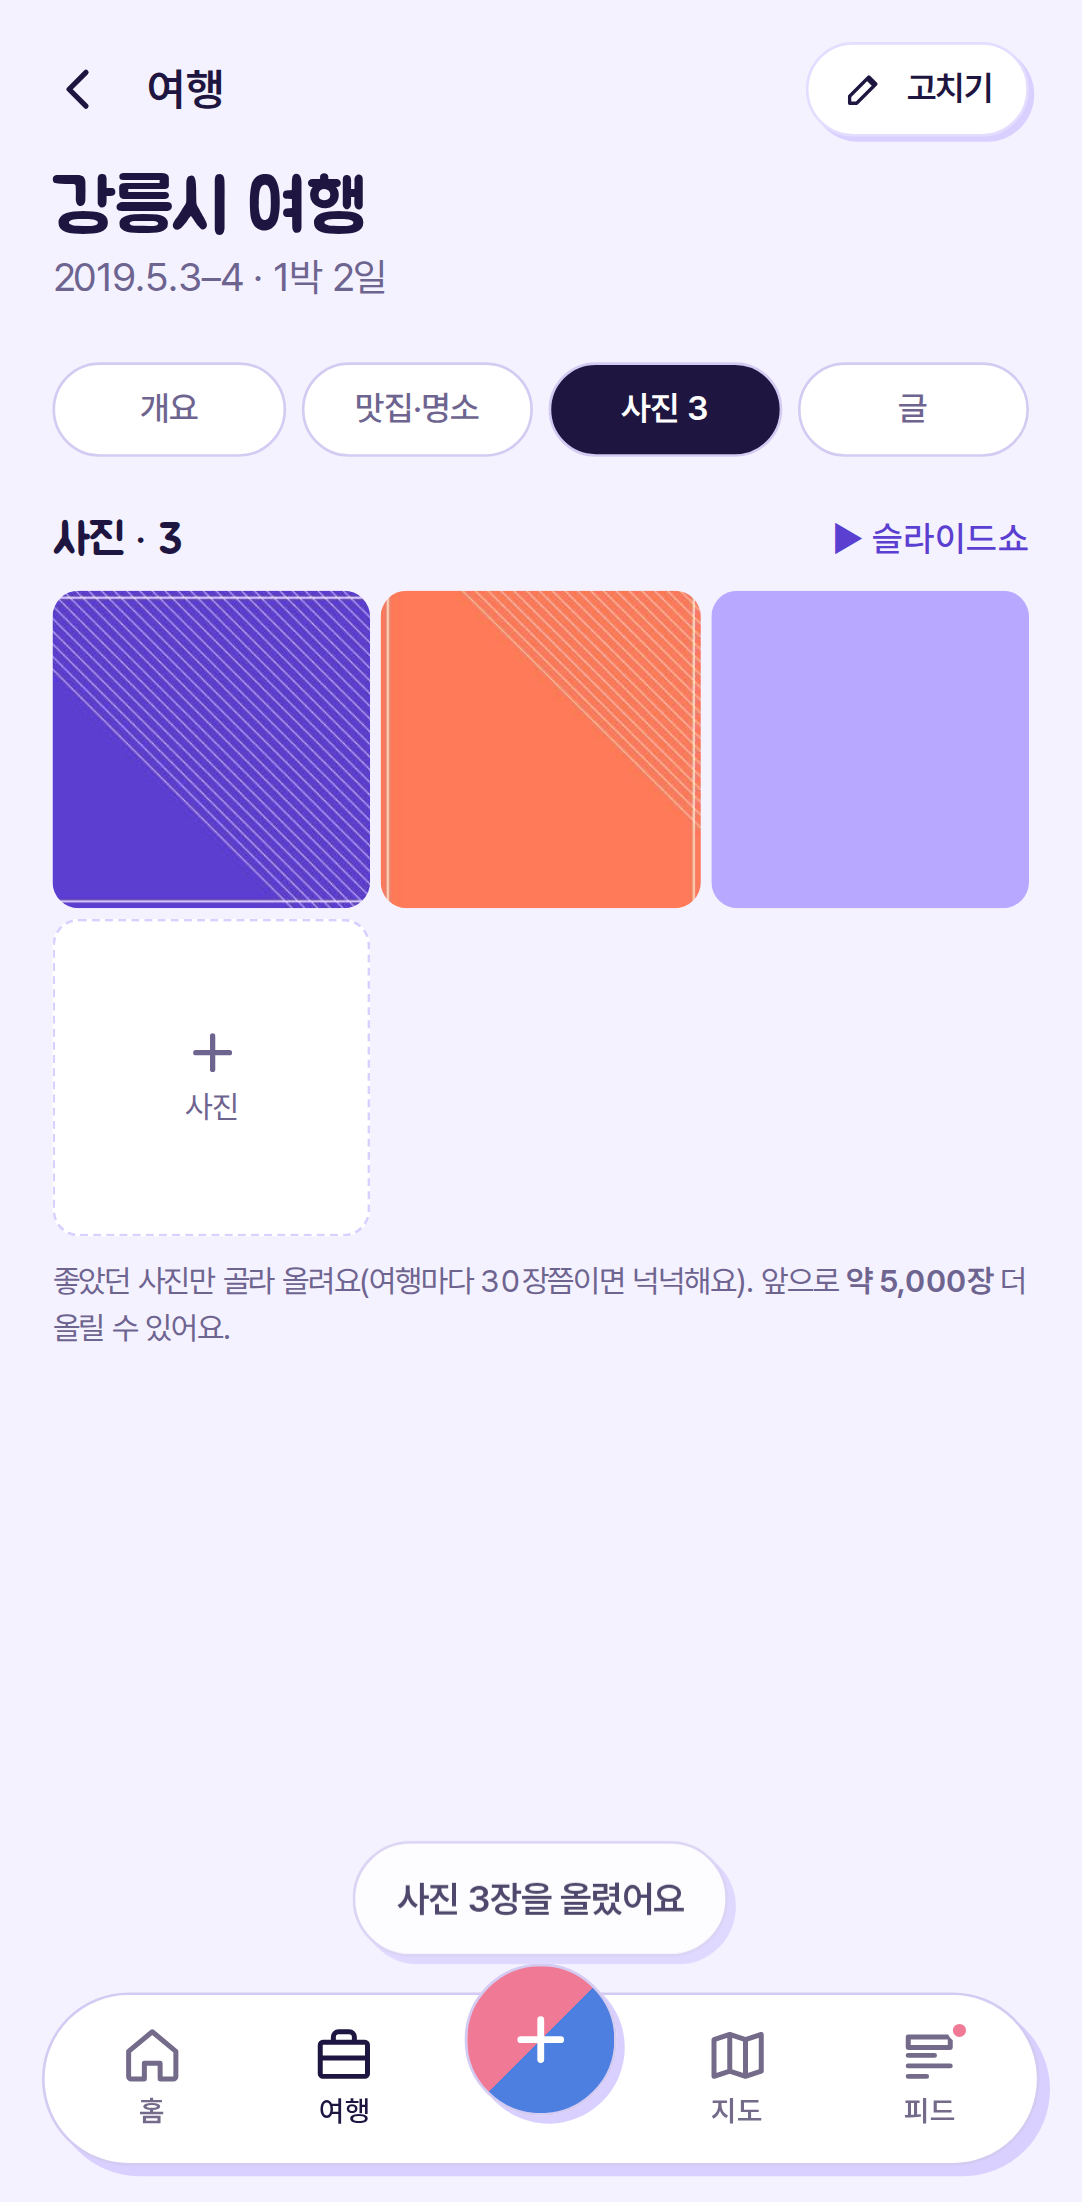 여행
고치기
강릉시 여행
2019.5.3–4 · 1박 2일
개요
맛집·명소
사진 3
글
사진 · 3
▶ 슬라이드쇼
사진
좋았던 사진만 골라 올려요(여행마다 30장쯤이면 넉넉해요). 앞으로 약 5,000장 더
올릴 수 있어요.
사진 3장을 올렸어요
홈
여행
지도
피드